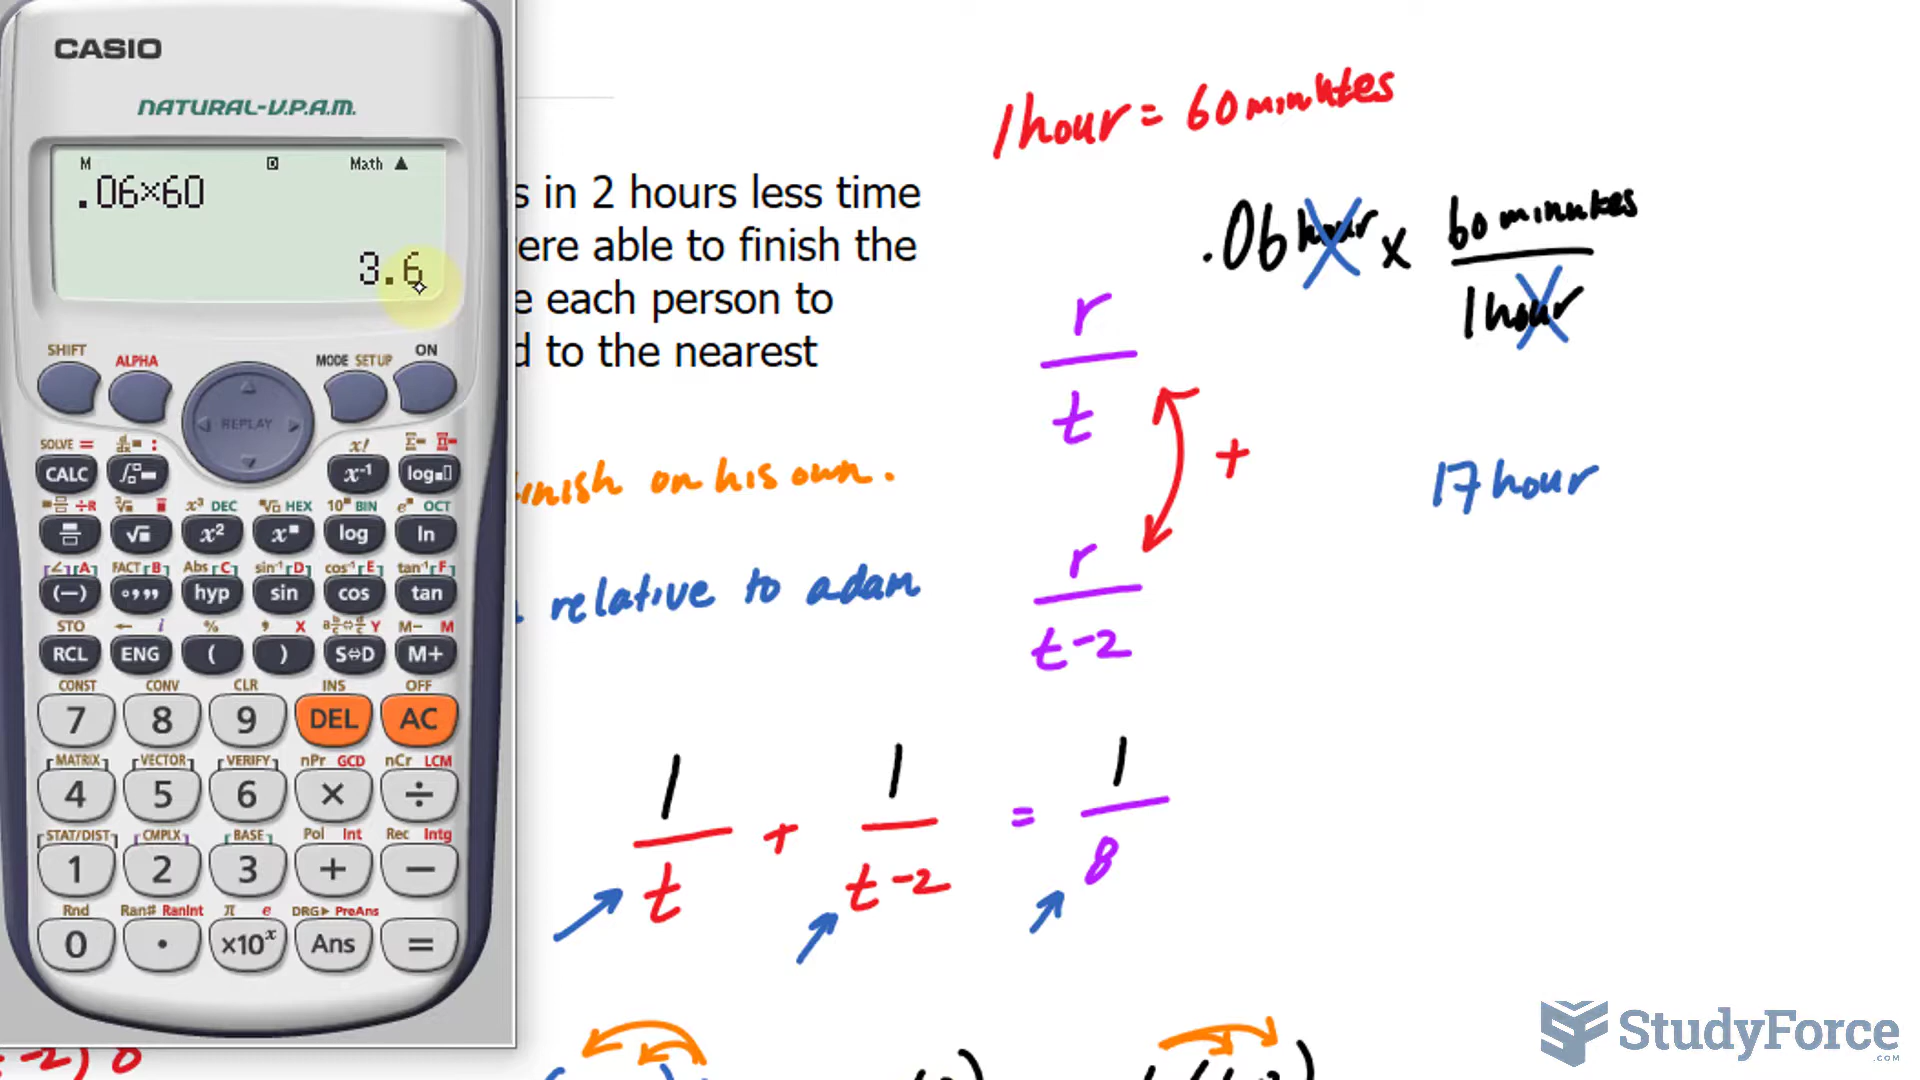 CASIO
NATURAL-V.P.A.M.
M D Math ▲
.06×60
3.6
SHIFT ALPHA MODE SETUP ON
REPLAY
SOLVE = x!
CALC x⁻¹ log
÷R x³ DEC HEX 10 BIN e OCT
√ x² x log ln
A FACT B Abs C sin⁻¹ D cos⁻¹ E tan⁻¹ F
(−) hyp sin cos tan
STO ← i % , X Y M− M
RCL ENG ( ) S⇔D M+
CONST CONV CLR INS OFF
7 8 9 DEL AC
MATRIX VECTOR VERIFY nPr GCD nCr LCM
4 5 6 × ÷
STAT/DIST CMPLX BASE Pol Int Rec Intg
1 2 3 + −
Rnd Ran# RanInt π e DRG▶ PreAns
0 . ×10ˣ Ans =
s in 2 hours less time
ere able to finish the
e each person to
d to the nearest
finish on his own.
relative to adam
1 hour = 60 minutes
.06 hour x 60 minutes
1 hour
r
t
+
r
t-2
17 hour
1 1 1
+ =
t t-2 8
-2) 0
StudyForce
.COM